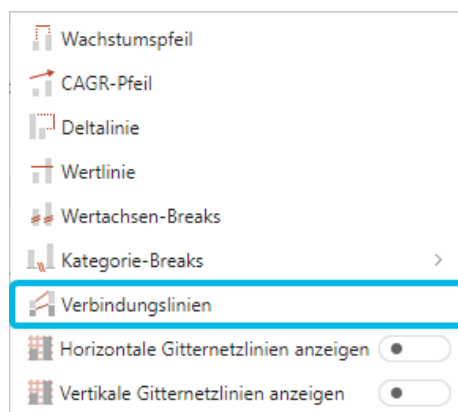 Wachstumspfeil
CAGR-Pfeil
Deltalinie
Wertlinie
Wertachsen-Breaks
Kategorie-Breaks
Verbindungslinien
Horizontale Gitternetzlinien anzeigen
Vertikale Gitternetzlinien anzeigen